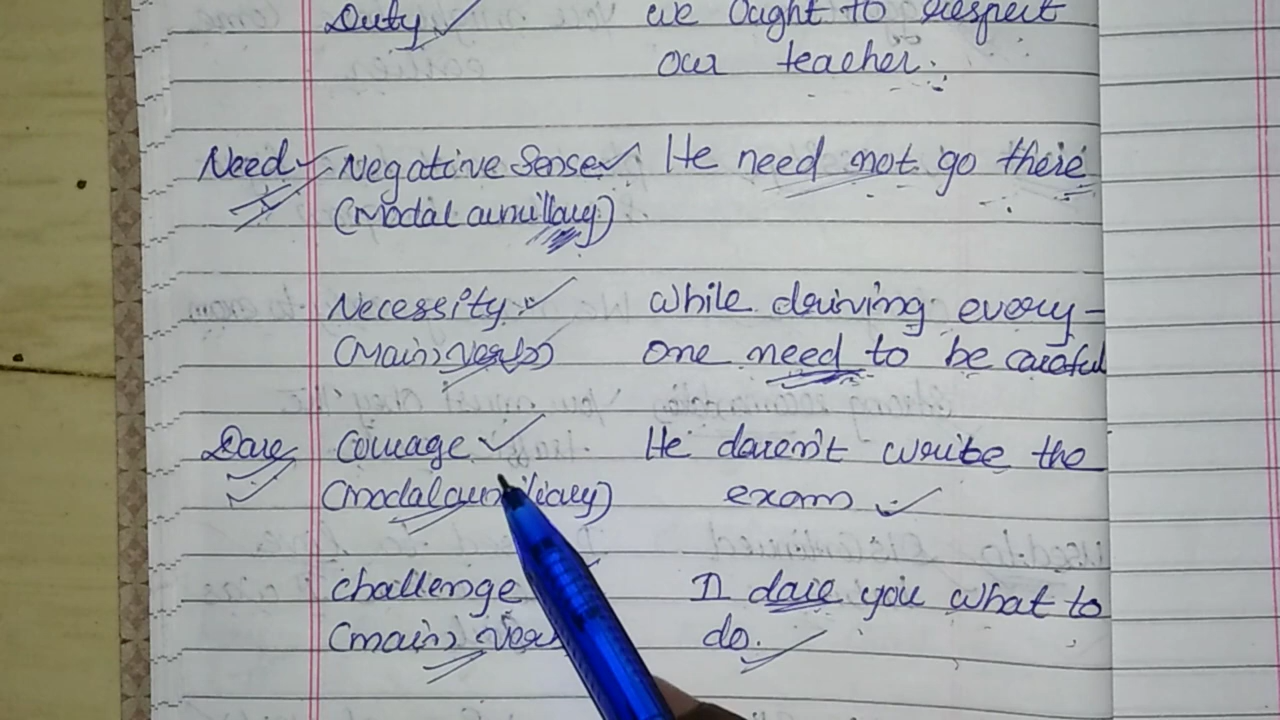 Duty we ought to respect
our teacher.
Need Negative Sense He need not go there
(Modal auxillary)
Necessity While driving every-
(Main verb) one need to be careful
Dare Courage He daren't write the
(modal auxiliary) exam
challenge I dare you what to
(main verb do.